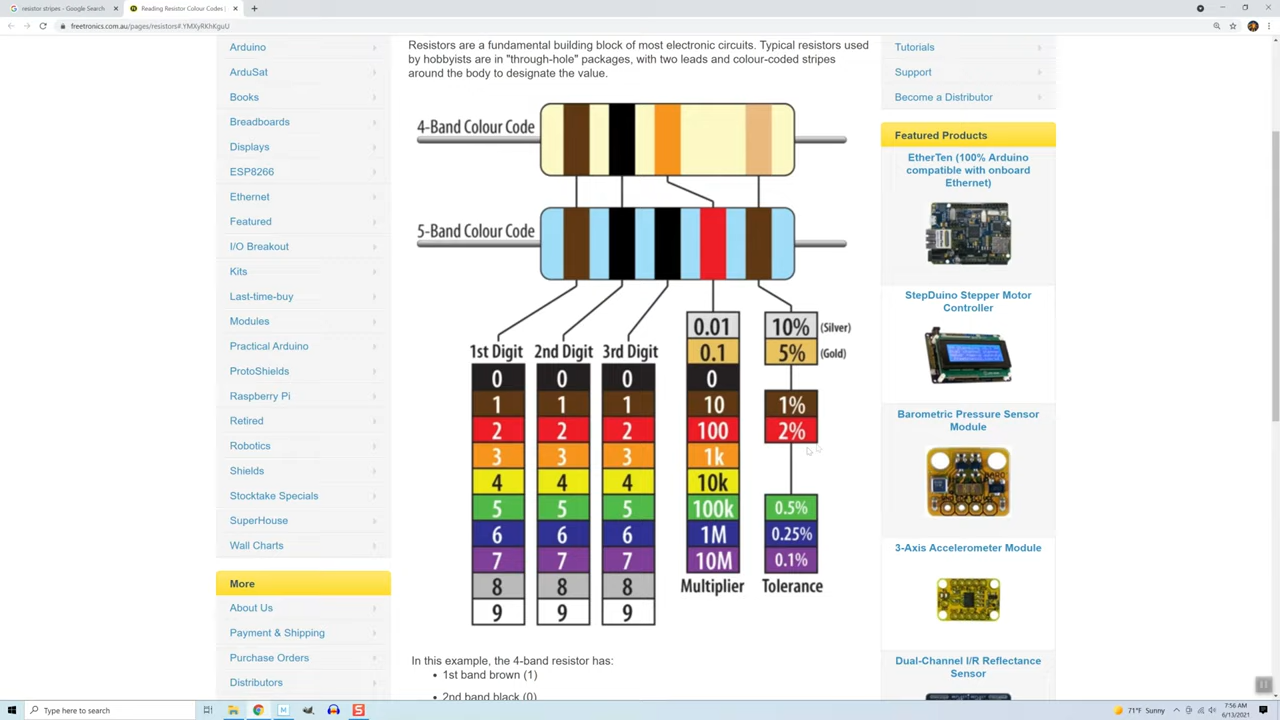 resistor stripes - Google Search
Reading Resistor Colour Codes |
freetronics.com.au/pages/resistors#.YMXyRKhKguU
Arduino
ArduSat
Books
Breadboards
Displays
ESP8266
Ethernet
Featured
I/O Breakout
Kits
Last-time-buy
Modules
Practical Arduino
ProtoShields
Raspberry Pi
Retired
Robotics
Shields
Stocktake Specials
SuperHouse
Wall Charts
More
About Us
Payment & Shipping
Purchase Orders
Distributors
Resistors are a fundamental building block of most electronic circuits. Typical resistors used
by hobbyists are in "through-hole" packages, with two leads and colour-coded stripes
around the body to designate the value.
4-Band Colour Code
5-Band Colour Code
0.01 10% (Silver)
1st Digit 2nd Digit 3rd Digit 0.1 5% (Gold)
0 0 0 0
1 1 1 10 1%
2 2 2 100 2%
3 3 3 1k
4 4 4 10k
5 5 5 100k 0.5%
6 6 6 1M 0.25%
7 7 7 10M 0.1%
8 8 8 Multiplier Tolerance
9 9 9
In this example, the 4-band resistor has:
• 1st band brown (1)
• 2nd band black (0)
Tutorials
Support
Become a Distributor
Featured Products
EtherTen (100% Arduino
compatible with onboard
Ethernet)
StepDuino Stepper Motor
Controller
Barometric Pressure Sensor
Module
3-Axis Accelerometer Module
Dual-Channel I/R Reflectance
Sensor
Type here to search
71°F Sunny
7:56 AM
6/13/2021